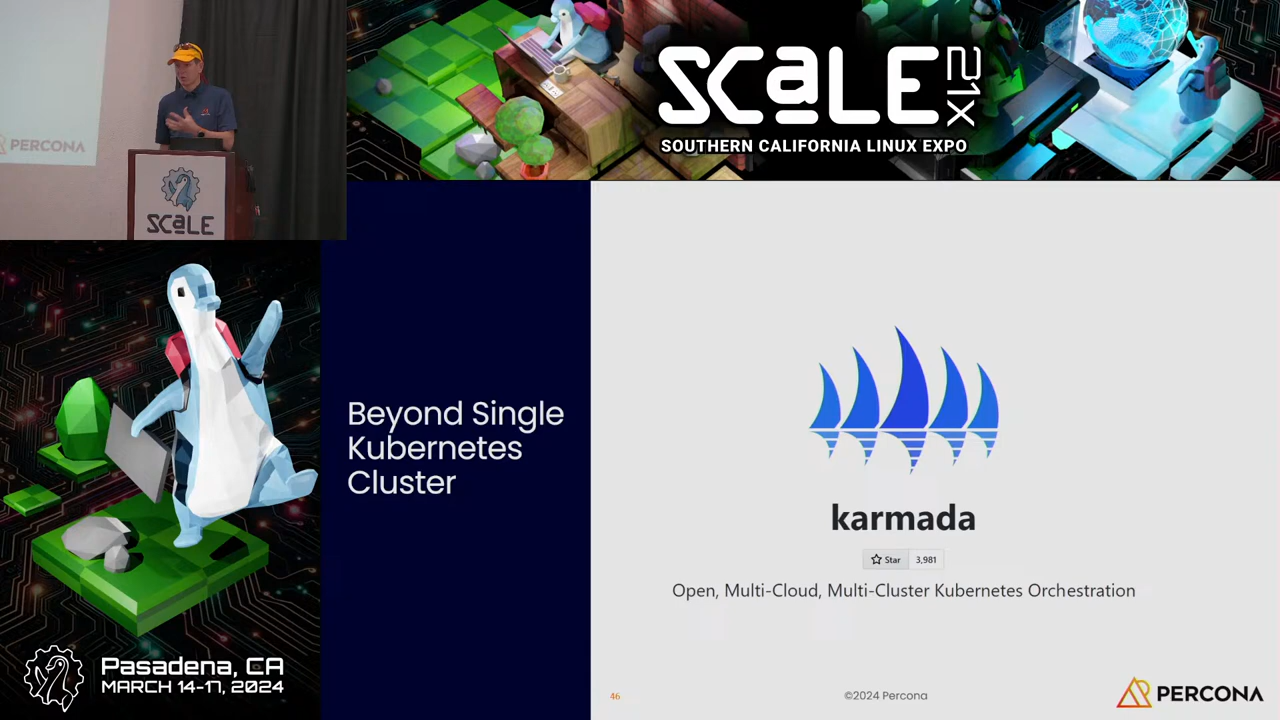 PERCONA
SCaLE
SCaLE 21x
SOUTHERN CALIFORNIA LINUX EXPO
Beyond Single
Kubernetes
Cluster
karmada
Star 3,981
Open, Multi-Cloud, Multi-Cluster Kubernetes Orchestration
Pasadena, CA
MARCH 14-17, 2024
46
©2024 Percona
PERCONA